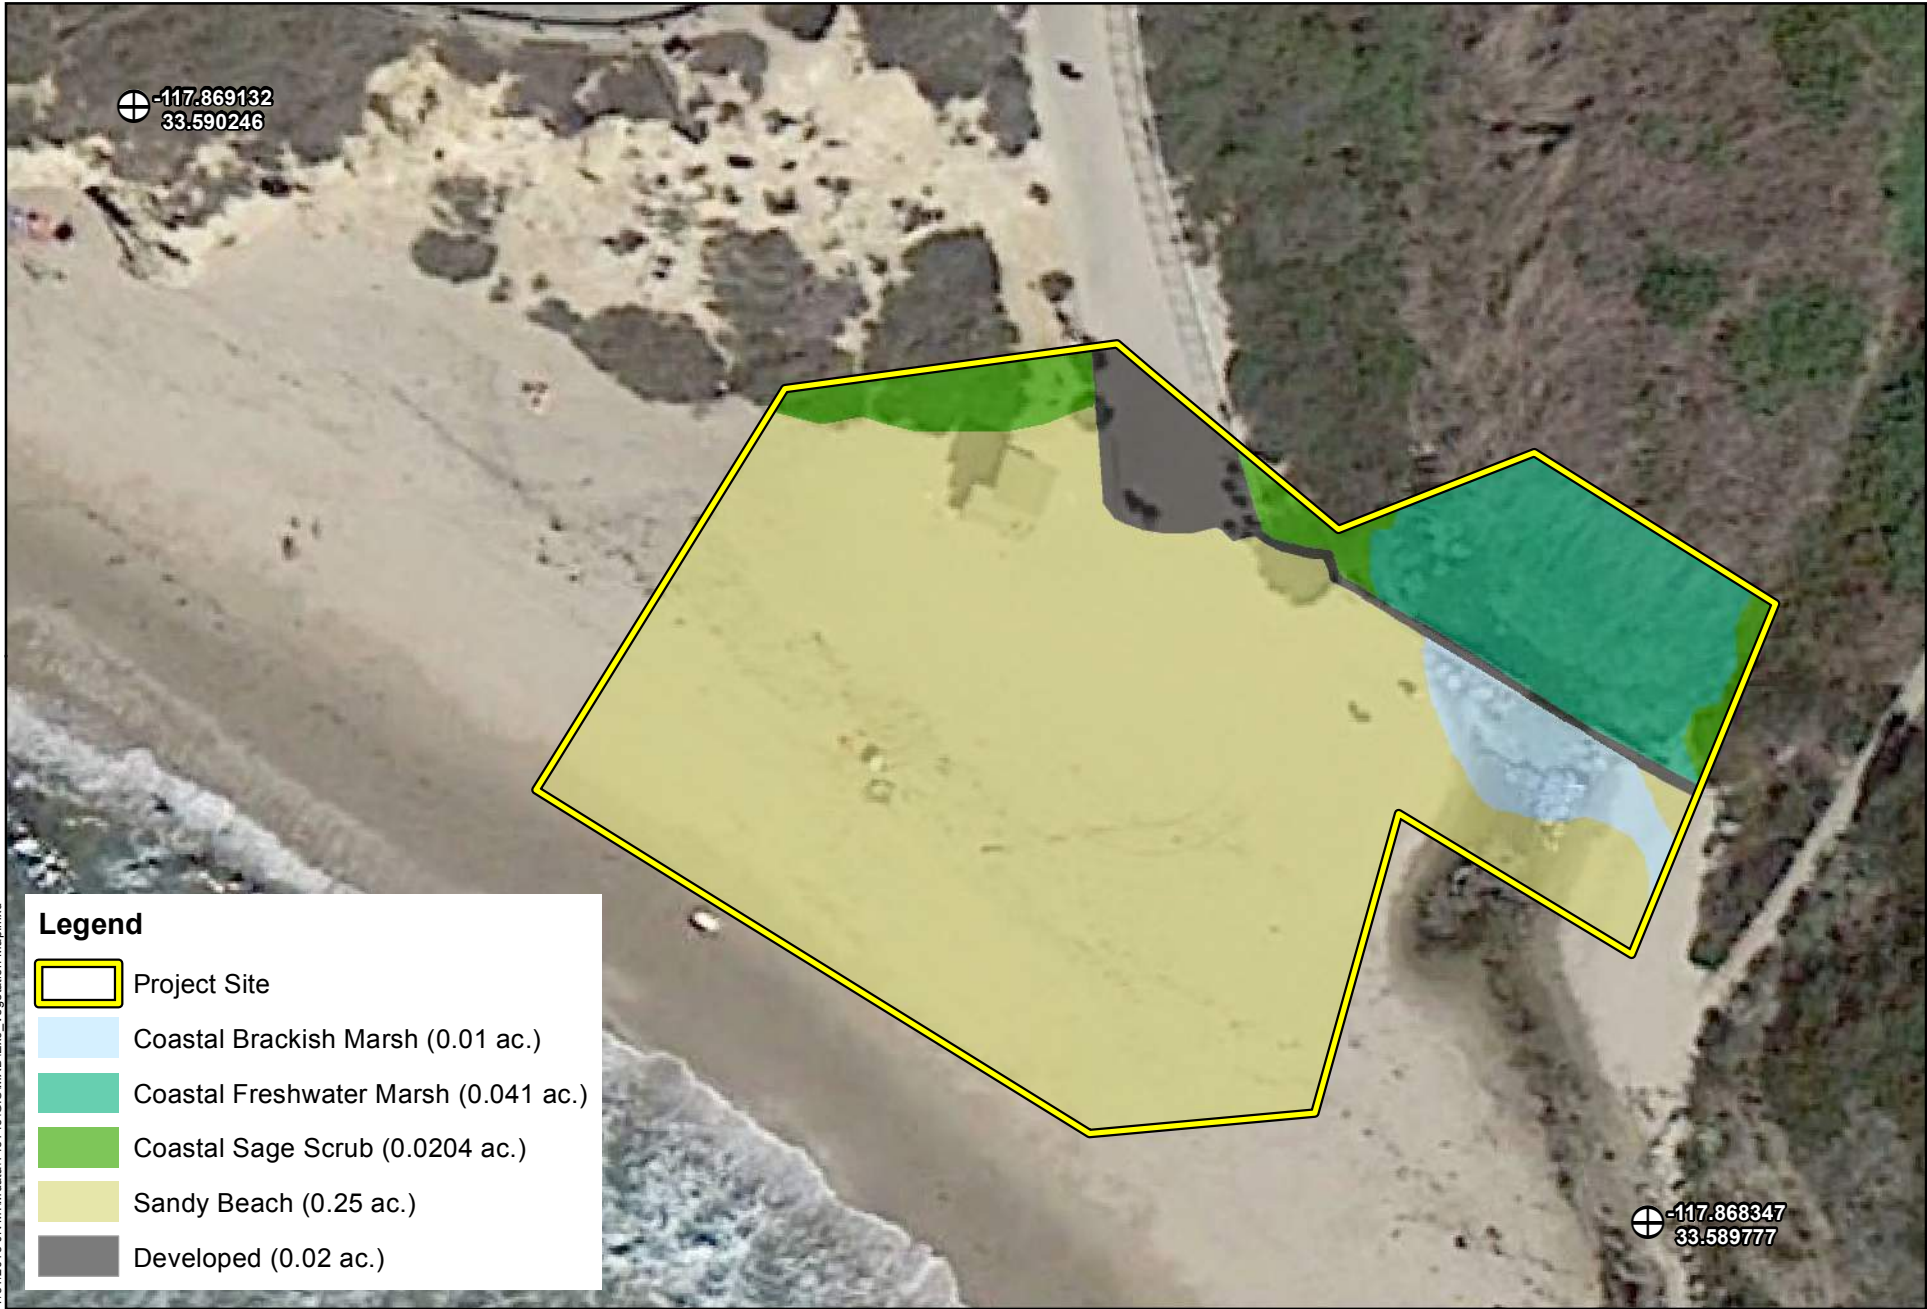 -117.869132
33.590246
Legend
Project Site
Coastal Brackish Marsh (0.01 ac.)
Coastal Freshwater Marsh (0.041 ac.)
Coastal Sage Scrub (0.0204 ac.)
Sandy Beach (0.25 ac.)
Developed (0.02 ac.)
-117.868347
33.589777